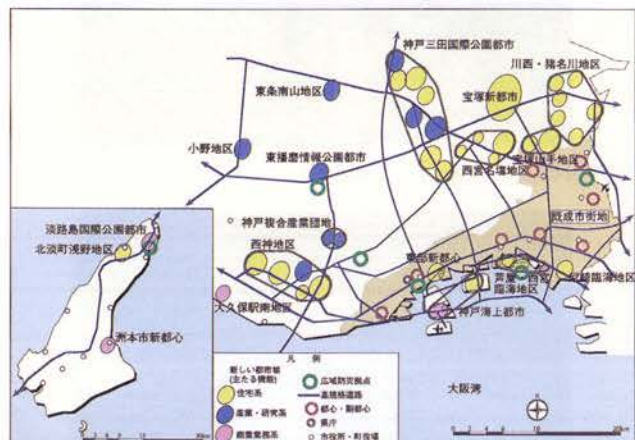 神戸三田国際公園都市
川西・猪名川地区
東条南山地区
宝塚新都市
小野地区
東播磨情報公園都市
宝塚山手地区
西宮名塩地区
神戸複合産業団地
既成市街地
淡路島国際公園都市
北淡町浅野地区
西神地区
東部新都心
芦屋・西宮
臨海地区
尼崎臨海地区
大久保駅南地区
神戸海上都市
洲本市新都心
大阪湾
凡 例
新しい都市核
(主たる機能)
住宅系
産業・研究系
商業業務系
広域防災拠点
高規格道路
都心・副都心
県庁
市役所・町役場